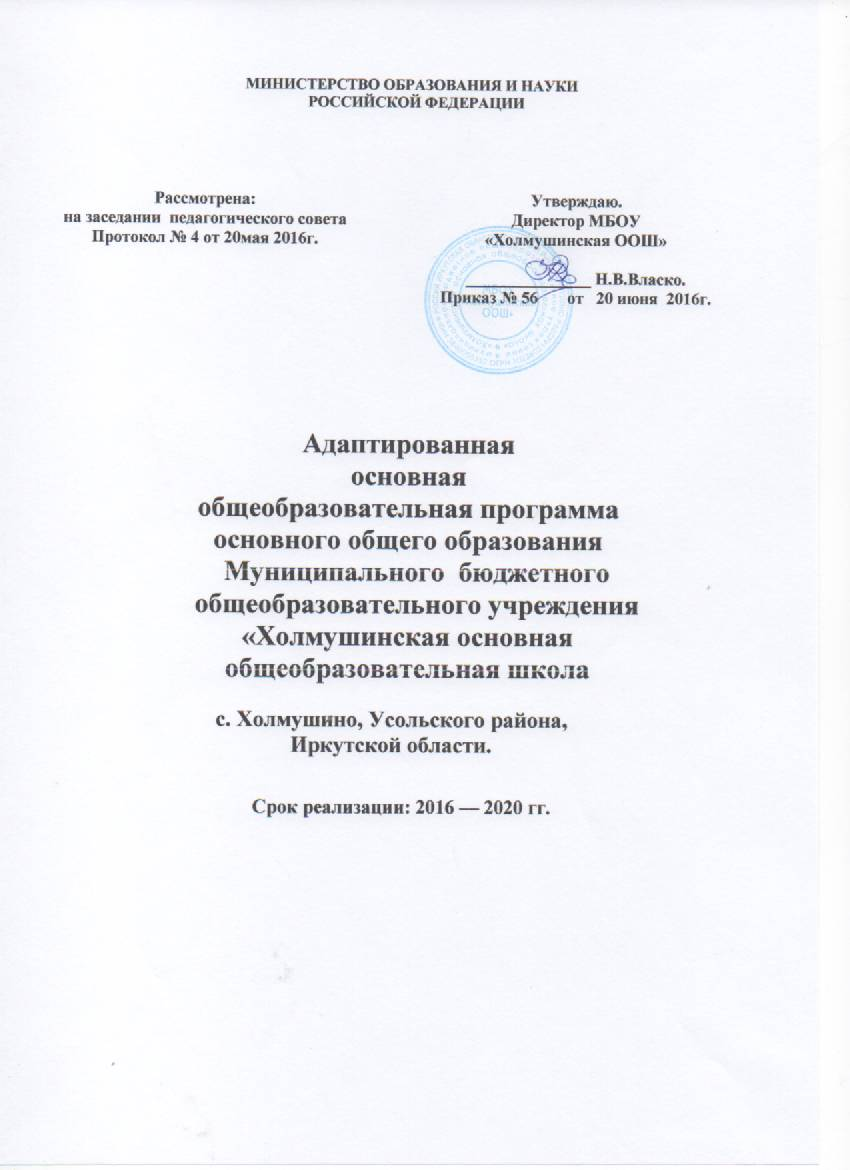 МИНИСТЕРСТВО ОБРАЗОВАНИЯ И НАУКИ
РОССИЙСКОЙ ФЕДЕРАЦИИ
Рассмотрена:
на заседании педагогического совета
Протокол № 4 от 20мая 2016г.
Утверждаю.
Директор МБОУ
«Холмушинская ООШ»
Н.В.Власко.
Приказ № 56 от 20 июня 2016г.
ООШ»
Адаптированная
основная
общеобразовательная программа
основного общего образования
Муниципального бюджетного
общеобразовательного учреждения
«Холмушинская основная
общеобразовательная школа
с. Холмушино, Усольского района,
Иркутской области.
Срок реализации: 2016 — 2020 гг.